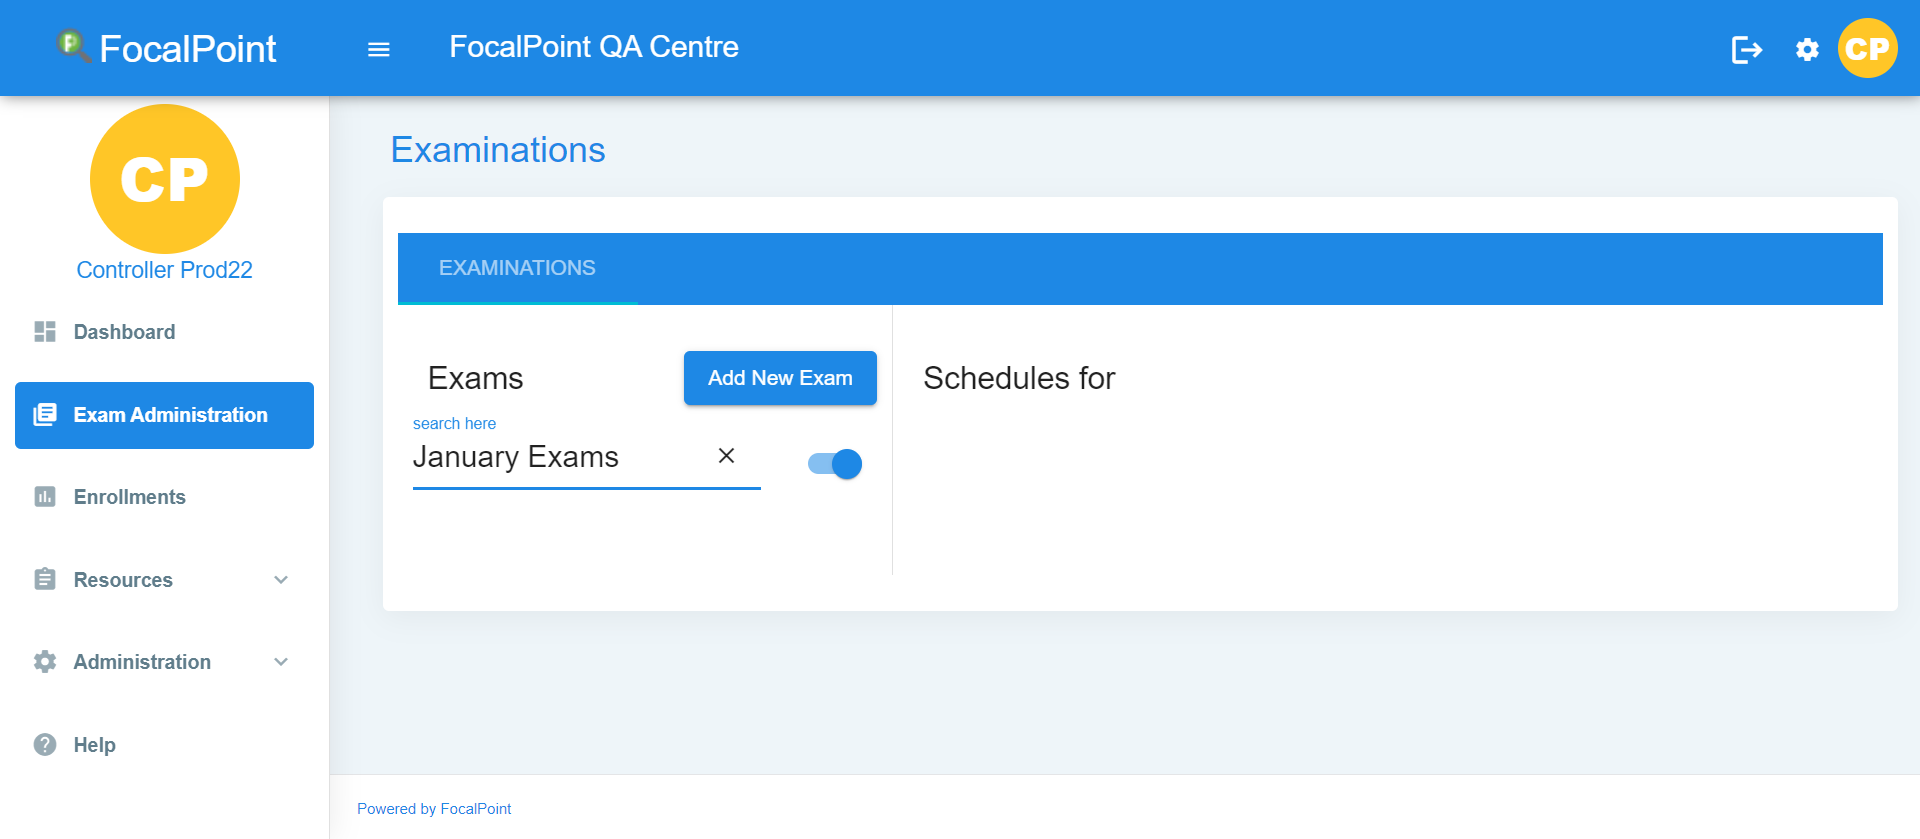 FocalPoint
FocalPoint QA Centre
CP
CP
Controller Prod22
Dashboard
Exam Administration
Enrollments
Resources
Administration
Help
Examinations
EXAMINATIONS
Exams
Add New Exam
search here
January Exams
Schedules for
Powered by FocalPoint